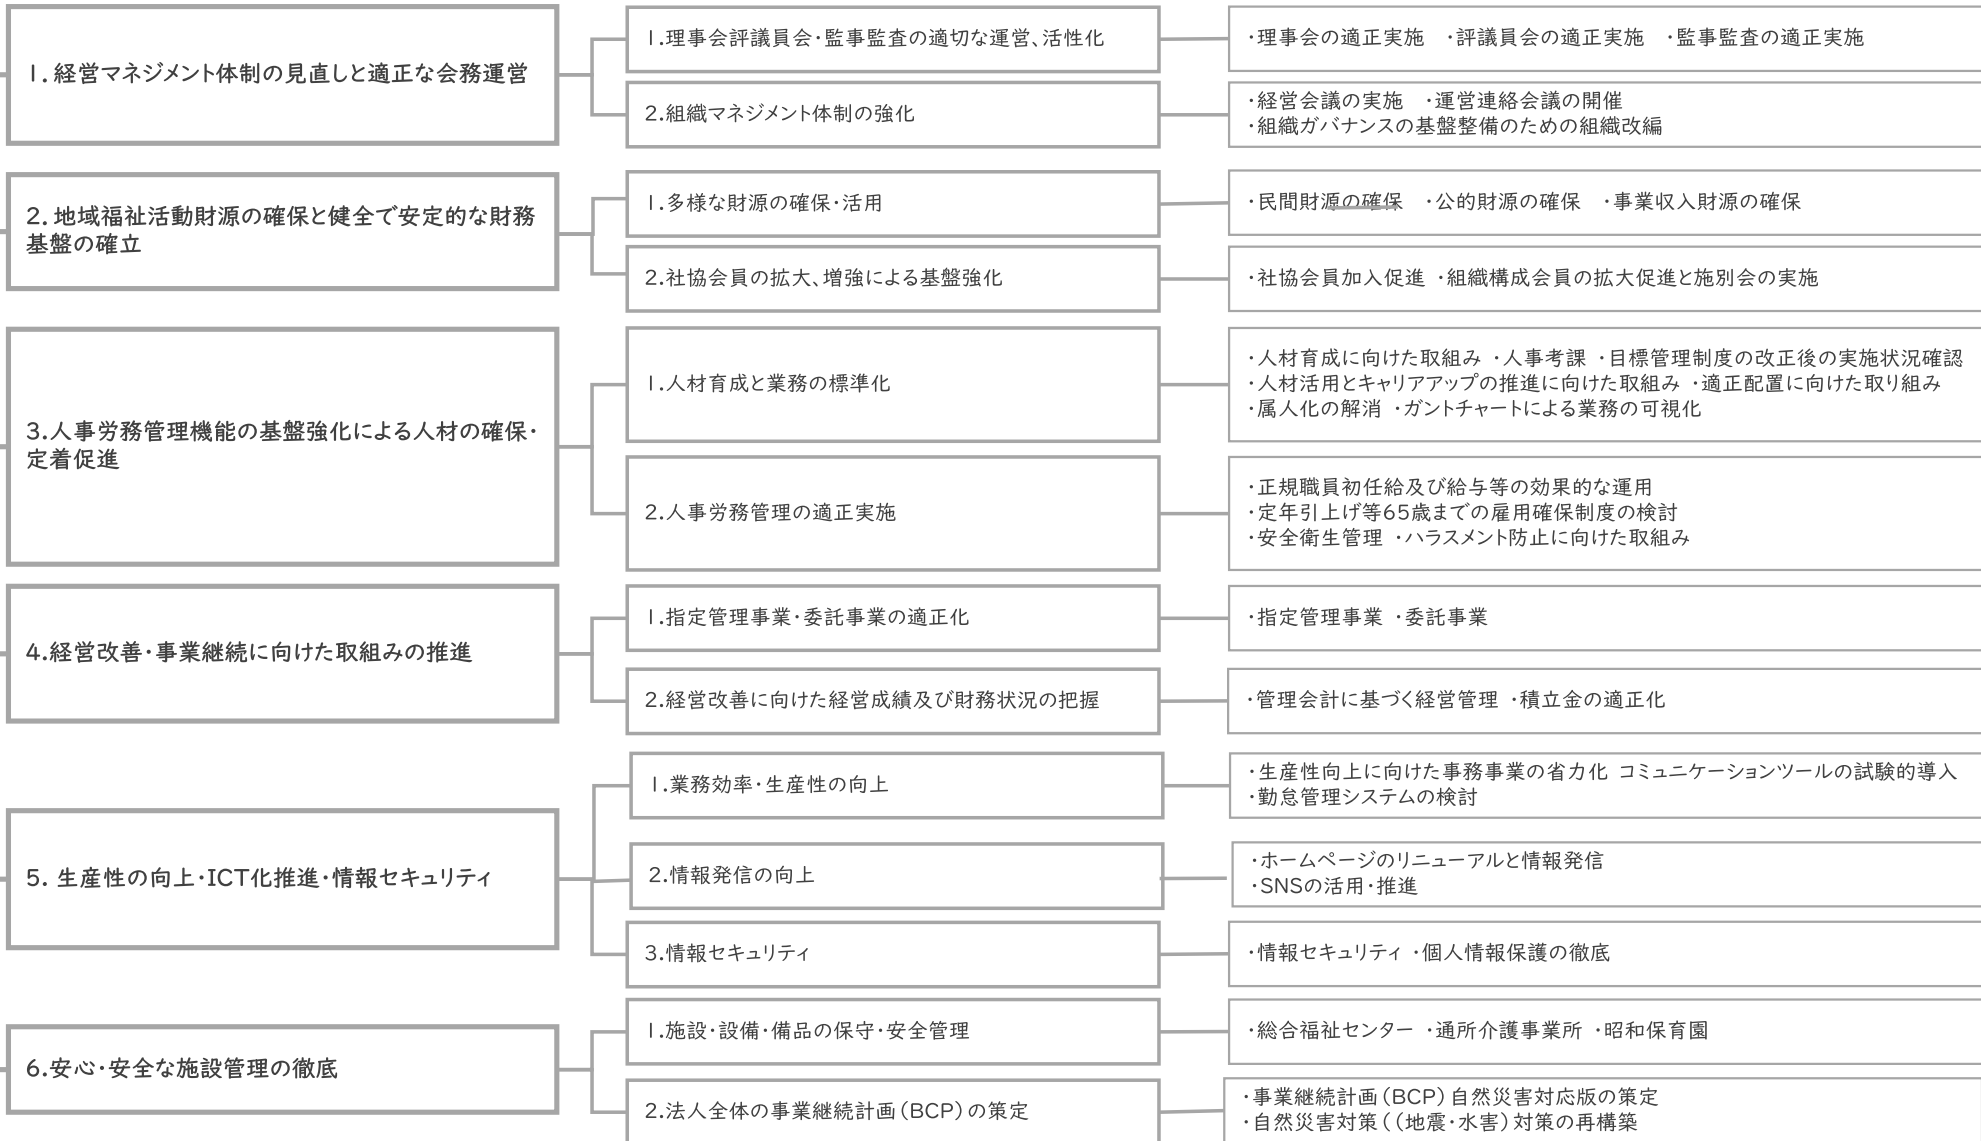 1.経営マネジメント体制の見直しと適正な会務運営
1.理事会評議員会・監事監査の適切な運営、活性化
・理事会の適正実施　・評議員会の適正実施　・監事監査の適正実施
2.組織マネジメント体制の強化
・経営会議の実施　・運営連絡会議の開催
・組織ガバナンスの基盤整備のための組織改編
2.地域福祉活動財源の確保と健全で安定的な財務
基盤の確立
1.多様な財源の確保・活用
・民間財源の確保　・公的財源の確保　・事業収入財源の確保
2.社協会員の拡大、増強による基盤強化
・社協会員加入促進 ・組織構成会員の拡大促進と施別会の実施
3.人事労務管理機能の基盤強化による人材の確保・
定着促進
1.人材育成と業務の標準化
・人材育成に向けた取組み ・人事考課 ・目標管理制度の改正後の実施状況確認
・人材活用とキャリアアップの推進に向けた取組み ・適正配置に向けた取り組み
・属人化の解消 ・ガントチャートによる業務の可視化
2.人事労務管理の適正実施
・正規職員初任給及び給与等の効果的な運用
・定年引上げ等65歳までの雇用確保制度の検討
・安全衛生管理 ・ハラスメント防止に向けた取組み
4.経営改善・事業継続に向けた取組みの推進
1.指定管理事業・委託事業の適正化
・指定管理事業 ・委託事業
2.経営改善に向けた経営成績及び財務状況の把握
・管理会計に基づく経営管理 ・積立金の適正化
5. 生産性の向上・ICT化推進・情報セキュリティ
1.業務効率・生産性の向上
・生産性向上に向けた事務事業の省力化 コミュニケーションツールの試験的導入
・勤怠管理システムの検討
2.情報発信の向上
・ホームページのリニューアルと情報発信
・SNSの活用・推進
3.情報セキュリティ
・情報セキュリティ ・個人情報保護の徹底
6.安心・安全な施設管理の徹底
1.施設・設備・備品の保守・安全管理
・総合福祉センター ・通所介護事業所 ・昭和保育園
2.法人全体の事業継続計画(BCP)の策定
・事業継続計画(BCP)自然災害対応版の策定
・自然災害対策((地震・水害)対策の再構築